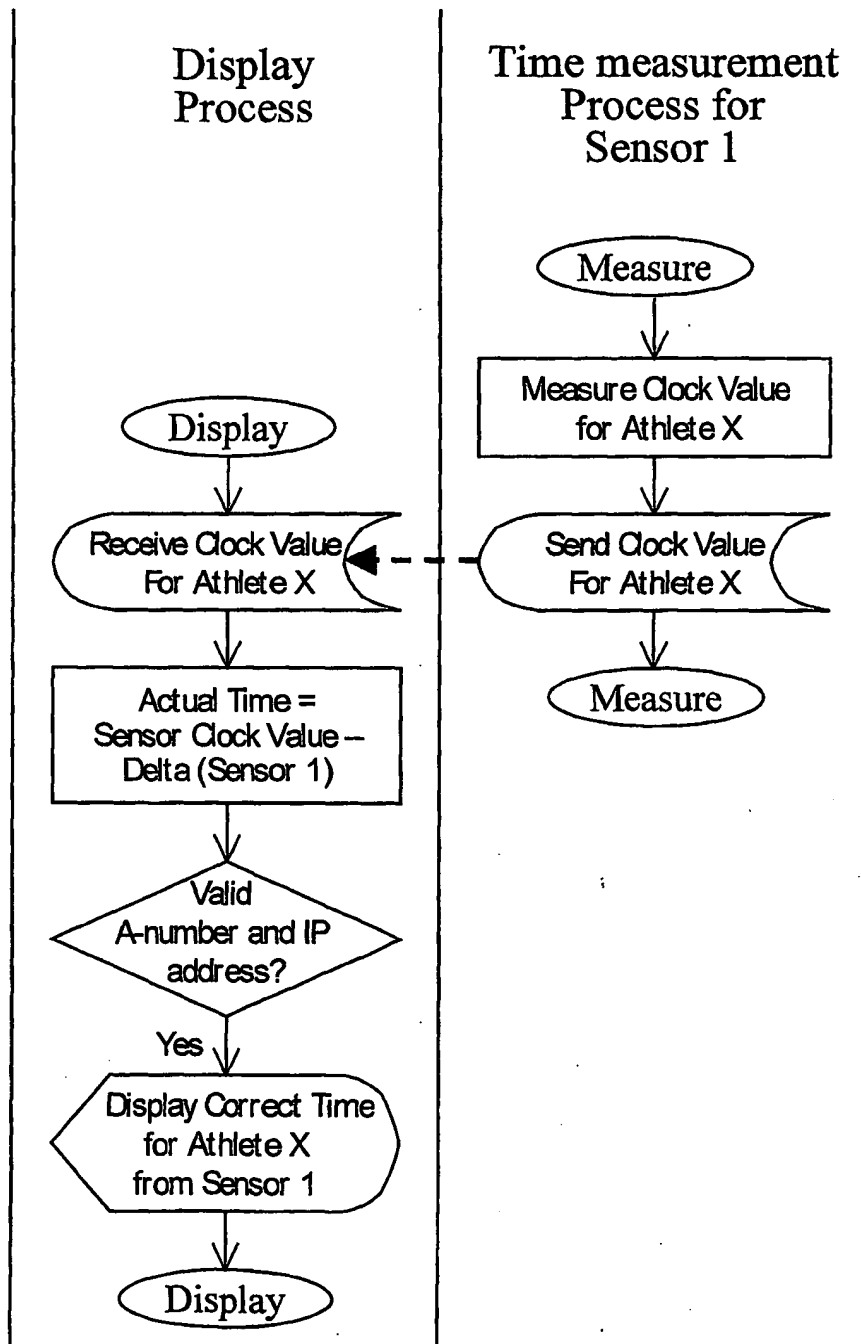 Display
Process
Time measurement
Process for
Sensor 1
Measure
Measure Clock Value
for Athlete X
Display
Receive Clock Value
For Athlete X
Send Clock Value
For Athlete X
Measure
Actual Time =
Sensor Clock Value –
Delta (Sensor 1)
Valid
A-number and IP
address?
Yes
Display Correct Time
for Athlete X
from Sensor 1
Display